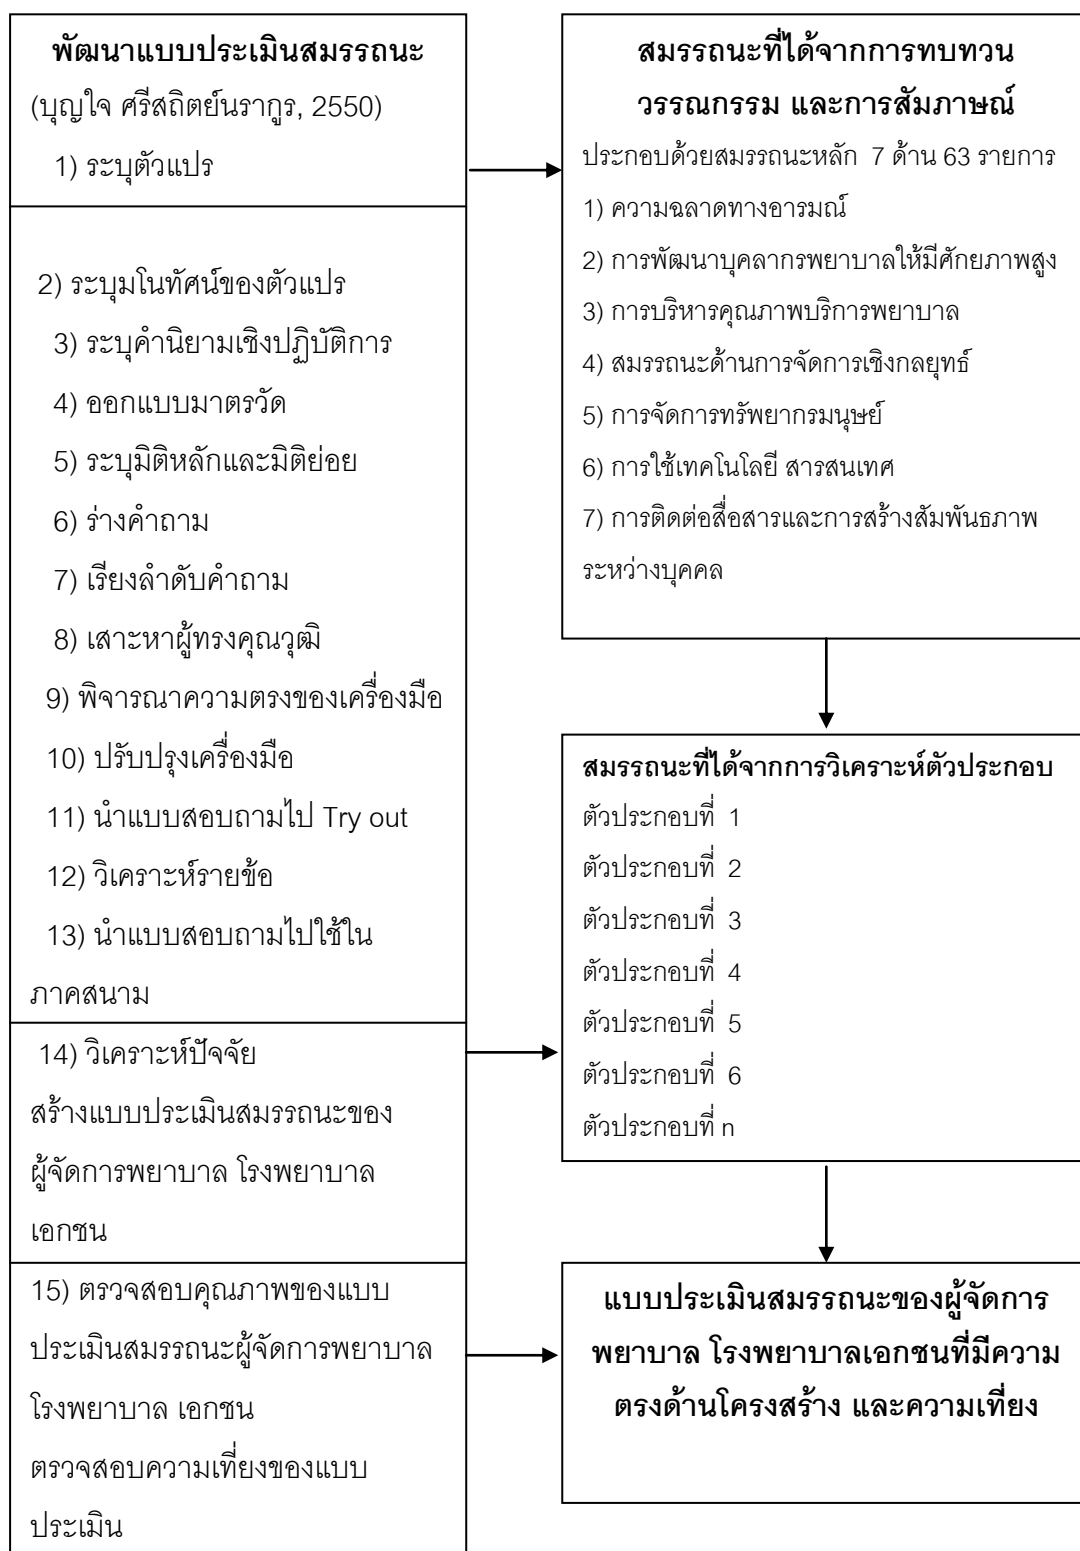 พัฒนาแบบประเมินสมรรถนะ
(บุญใจ ศรีสถิตย์นรากูร, 2550)
1) ระบุตัวแปร
2) ระบุมโนทัศน์ของตัวแปร
3) ระบุคำนิยามเชิงปฏิบัติการ
4) ออกแบบมาตรวัด
5) ระบุมิติหลักและมิติย่อย
6) ร่างคำถาม
7) เรียงลำดับคำถาม
8) เสาะหาผู้ทรงคุณวุฒิ
9) พิจารณาความตรงของเครื่องมือ
10) ปรับปรุงเครื่องมือ
11) นำแบบสอบถามไป Try out
12) วิเคราะห์รายข้อ
13) นำแบบสอบถามไปใช้ใน
ภาคสนาม
14) วิเคราะห์ปัจจัย
สร้างแบบประเมินสมรรถนะของ
ผู้จัดการพยาบาล โรงพยาบาล
เอกชน
15) ตรวจสอบคุณภาพของแบบ
ประเมินสมรรถนะผู้จัดการพยาบาล
โรงพยาบาล เอกชน
ตรวจสอบความเที่ยงของแบบ
ประเมิน
สมรรถนะที่ได้จากการทบทวน
วรรณกรรม และการสัมภาษณ์
ประกอบด้วยสมรรถนะหลัก 7 ด้าน 63 รายการ
1) ความฉลาดทางอารมณ์
2) การพัฒนาบุคลากรพยาบาลให้มีศักยภาพสูง
3) การบริหารคุณภาพบริการพยาบาล
4) สมรรถนะด้านการจัดการเชิงกลยุทธ์
5) การจัดการทรัพยากรมนุษย์
6) การใช้เทคโนโลยี สารสนเทศ
7) การติดต่อสื่อสารและการสร้างสัมพันธภาพ
ระหว่างบุคคล
สมรรถนะที่ได้จากการวิเคราะห์ตัวประกอบ
ตัวประกอบที่ 1
ตัวประกอบที่ 2
ตัวประกอบที่ 3
ตัวประกอบที่ 4
ตัวประกอบที่ 5
ตัวประกอบที่ 6
ตัวประกอบที่ n
แบบประเมินสมรรถนะของผู้จัดการ
พยาบาล โรงพยาบาลเอกชนที่มีความ
ตรงด้านโครงสร้าง และความเที่ยง